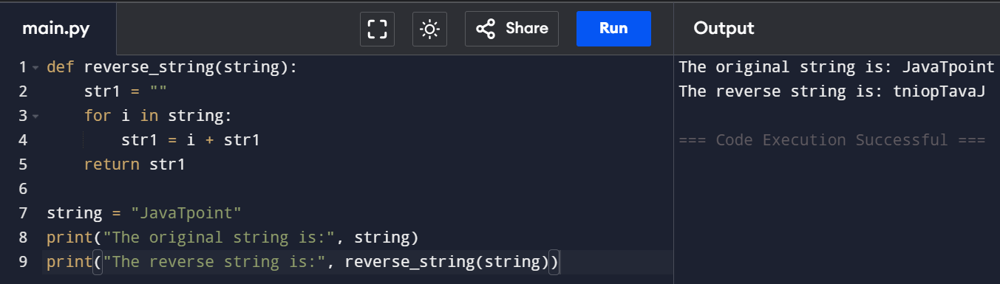 main.py
Share
Run
Output
1 def reverse_string(string):
2     str1 = ""
3     for i in string:
4         str1 = i + str1
5     return str1
6
7 string = "JavaTpoint"
8 print("The original string is:", string)
9 print("The reverse string is:", reverse_string(string))
The original string is: JavaTpoint
The reverse string is: tniopTavaJ
=== Code Execution Successful ===